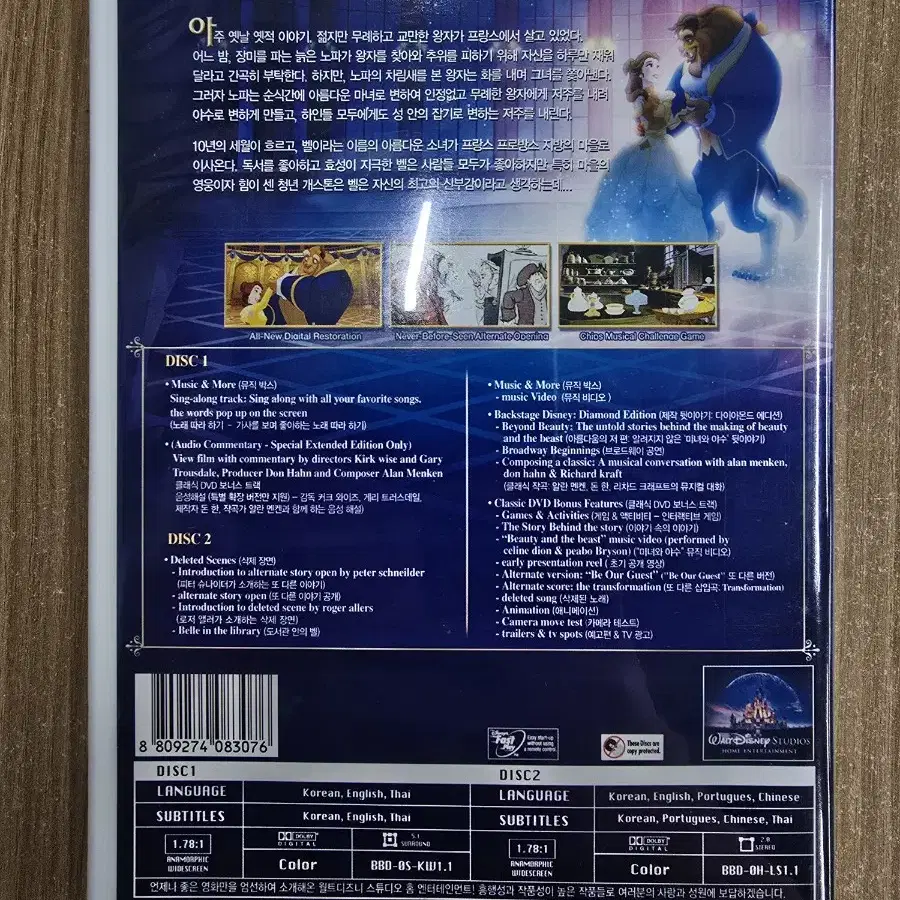 아주 옛날 옛적 이야기. 젊지만 무례하고 교만한 왕자가 프랑스에서 살고 있었다.
어느 밤, 장미를 파는 늙은 노파가 왕자를 찾아와 추위를 피하기 위해 자신을 하루만 재워
달라고 간곡히 부탁한다. 하지만, 노파의 차림새를 본 왕자는 화를 내며 그녀를 쫓아낸다.
그러자 노파는 순식간에 아름다운 마녀로 변하여 인정없고 무례한 왕자에게 저주를 내려
야수로 변하게 만들고, 하인들 모두에게도 성 안의 잡기로 변하는 저주를 내린다.
10년의 세월이 흐르고, 벨이라는 이름의 아름다운 소녀가 프랑스 프로방스 지방의 마을로
이사온다. 독서를 좋아하고 효성이 지극한 벨은 사람들 모두가 좋아하지만 특히 마을의
영웅이자 힘이 센 청년 개스톤은 벨은 자신의 최고의 신부감이라고 생각하는데...
All-New Digital Restoration
Never-Before-Seen Alternate Opening
Chips Musical Challenge Game
DISC 1
• Music & More (뮤직 박스)
Sing-along track: Sing along with all your favorite songs.
the words pop up on the screen
(노래 따라 하기 - 가사를 보며 좋아하는 노래 따라 하기)
• (Audio Commentary - Special Extended Edition Only)
View film with commentary by directors Kirk wise and Gary
Trousdale, Producer Don Hahn and Composer Alan Menken
클래식 DVD 보너스 트랙
음성해설 (특별 확장 버전만 지원) - 감독 커크 와이즈, 게리 트러스데일,
제작자 돈 한, 작곡가 알란 멘켄과 함께 하는 음성 해설)
DISC 2
• Deleted Scenes (삭제 장면)
- Introduction to alternate story open by peter schneilder
(피터 슈나이더가 소개하는 또 다른 이야기)
- alternate story open (또 다른 이야기 공개)
- Introduction to deleted scene by roger allers
(로저 앨러가 소개하는 삭제 장면)
- Belle in the library (도서관 안의 벨)
• Music & More (뮤직 박스)
- music Video (뮤직 비디오)
• Backstage Disney: Diamond Edition (제작 뒷이야기: 다이아몬드 에디션)
- Beyond Beauty: The untold stories behind the making of beauty
and the beast (아름다움의 저 편: 알려지지 않은 '미녀와 야수' 뒷이야기)
- Broadway Beginnings (브로드웨이 공연)
- Composing a classic: A musical conversation with alan menken,
don hahn & Richard kraft
(클래식 작곡: 알란 멘켄, 돈 한, 리차드 크래프트의 뮤지컬 대화)
• Classic DVD Bonus Features (클래식 DVD 보너스 트랙)
- Games & Activities (게임 & 액티비티 - 인터랙티브 게임)
- The Story Behind the story (이야기 속의 이야기)
- "Beauty and the beast" music video (performed by
celine dion & peabo Bryson) ("미녀와 야수" 뮤직 비디오)
- early presentation reel ( 초기 공개 영상)
- Alternate version: "Be Our Guest" ("Be Our Guest" 또 다른 버전)
- Alternate score: the transformation (또 다른 삽입곡: Transformation)
- deleted song (삭제된 노래)
- Animation (애니메이션)
- Camera move test (카메라 테스트)
- trailers & tv spots (예고편 & TV 광고)
8 809274 083076
Disney's Fast Play
Easy start-up without using a remote control.
These Discs are copy protected.
WALT DISNEY STUDIOS
HOME ENTERTAINMENT
DISC1
LANGUAGE Korean, English, Thai
SUBTITLES Korean, English, Thai
1.78:1
ANAMORPHIC WIDESCREEN
DOLBY DIGITAL
5.1 SURROUND
Color
BBD-0S-KW1.1
DISC2
LANGUAGE Korean, English, Portugues, Chinese
SUBTITLES Korean, Portugues, Chinese, Thai
1.78:1
ANAMORPHIC WIDESCREEN
DOLBY DIGITAL
2.0 STEREO
Color
BBD-0H-LS1.1
언제나 좋은 영화만을 엄선하여 소개해온 월트디즈니 스튜디오 홈 엔터테인먼트! 흥행성과 작품성이 높은 작품들로 여러분의 사랑과 성원에 보답하겠습니다.